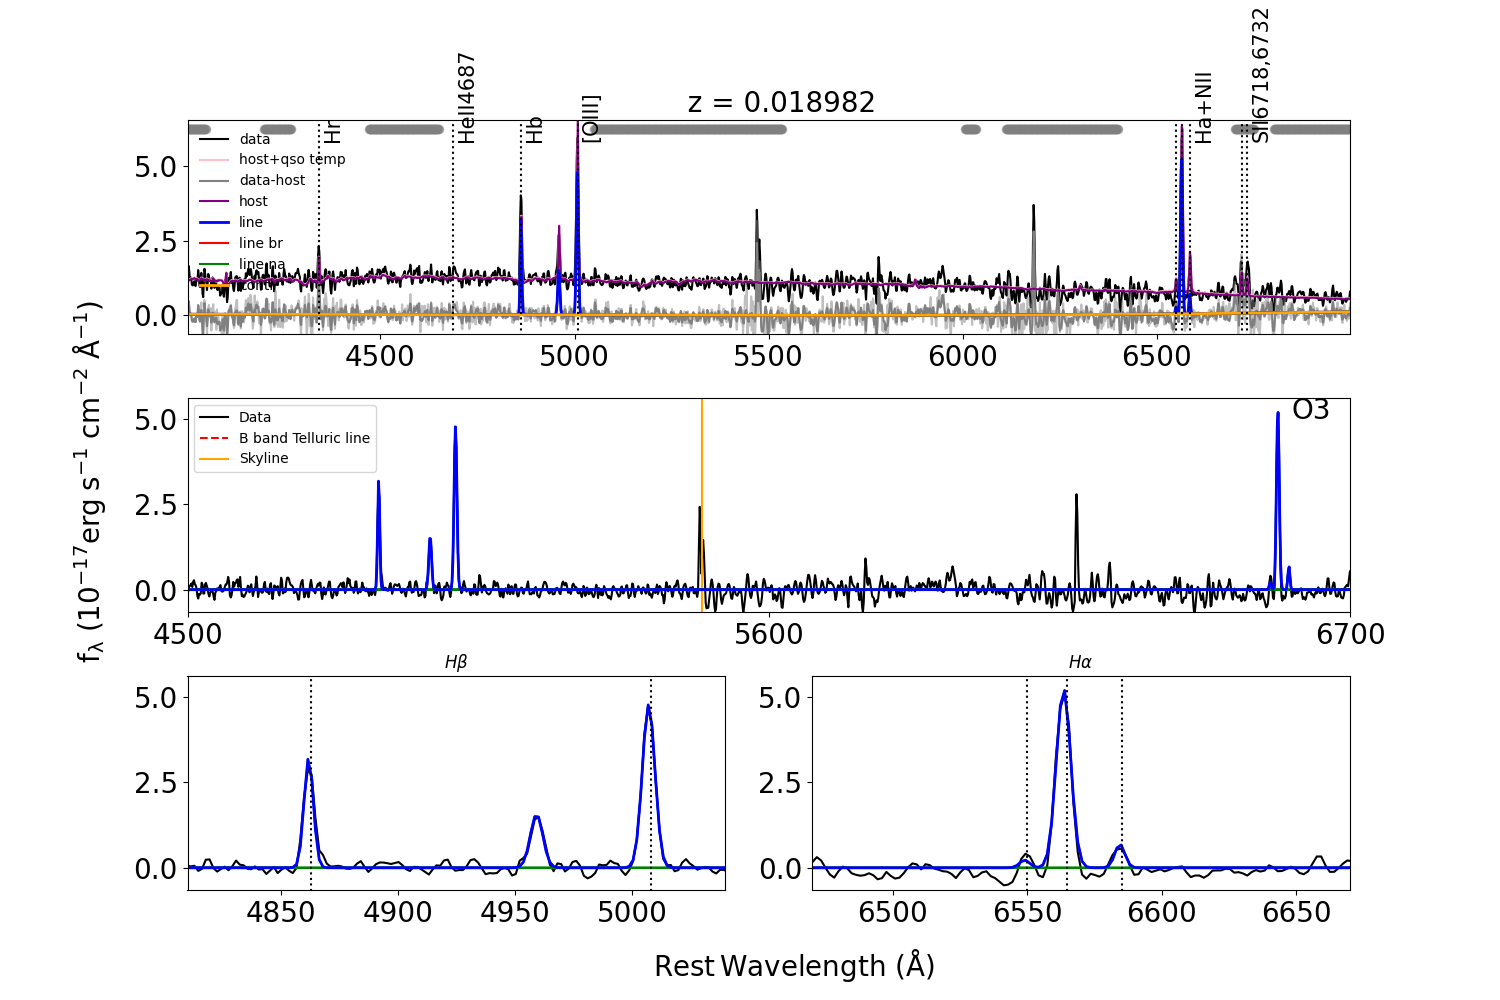 z = 0.018982
Hr
HeII4687
Hb
[OIII]
Ha+NII
SII6718,6732
data
host+qso temp
data-host
host
line
line br
line na
5.0
2.5
0.0
4500
5000
5500
6000
6500
O3
Data
B band Telluric line
Skyline
5.0
2.5
0.0
4500
5600
6700
f_λ (10⁻¹⁷erg s⁻¹ cm⁻² Å⁻¹)
Hβ
5.0
2.5
0.0
4850
4900
4950
5000
Hα
5.0
2.5
0.0
6500
6550
6600
6650
Rest Wavelength (Å)